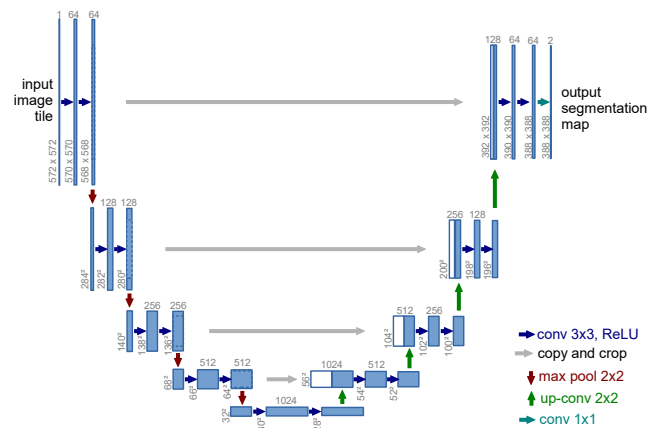 1 64 64
128 64 64 2
input
image
tile
output
segmentation
map
572 x 572
570 x 570
568 x 568
392 x 392
390 x 390
388 x 388
388 x 388
128 128
256 128
284²
282²
280²
200²
198²
196²
256 256
512 256
140²
138²
136²
104²
102²
100²
conv 3x3, ReLU
copy and crop
max pool 2x2
up-conv 2x2
conv 1x1
512 512
1024 512
68²
66²
64²
56²
54²
52²
1024
32²